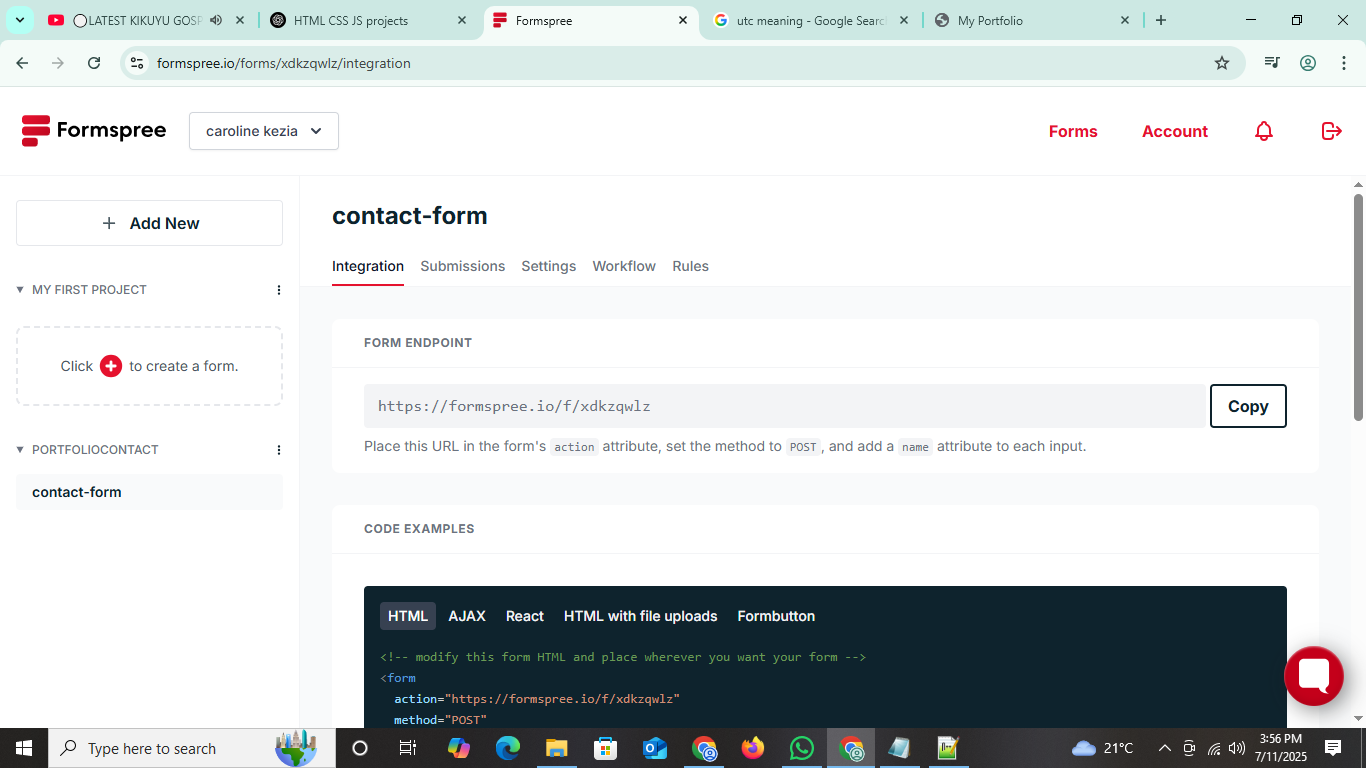 LATEST KIKUYU GOSP
HTML CSS JS projects
Formspree
utc meaning - Google Searc
My Portfolio
formspree.io/forms/xdkzqwlz/integration
Formspree
caroline kezia
Forms
Account
Add New
MY FIRST PROJECT
Click + to create a form.
PORTFOLIOCONTACT
contact-form
contact-form
Integration Submissions Settings Workflow Rules
FORM ENDPOINT
https://formspree.io/f/xdkzqwlz
Copy
Place this URL in the form's action attribute, set the method to POST, and add a name attribute to each input.
CODE EXAMPLES
HTML AJAX React HTML with file uploads Formbutton
<!-- modify this form HTML and place wherever you want your form -->
<form
action="https://formspree.io/f/xdkzqwlz"
method="POST"
Type here to search
21°C
3:56 PM
7/11/2025